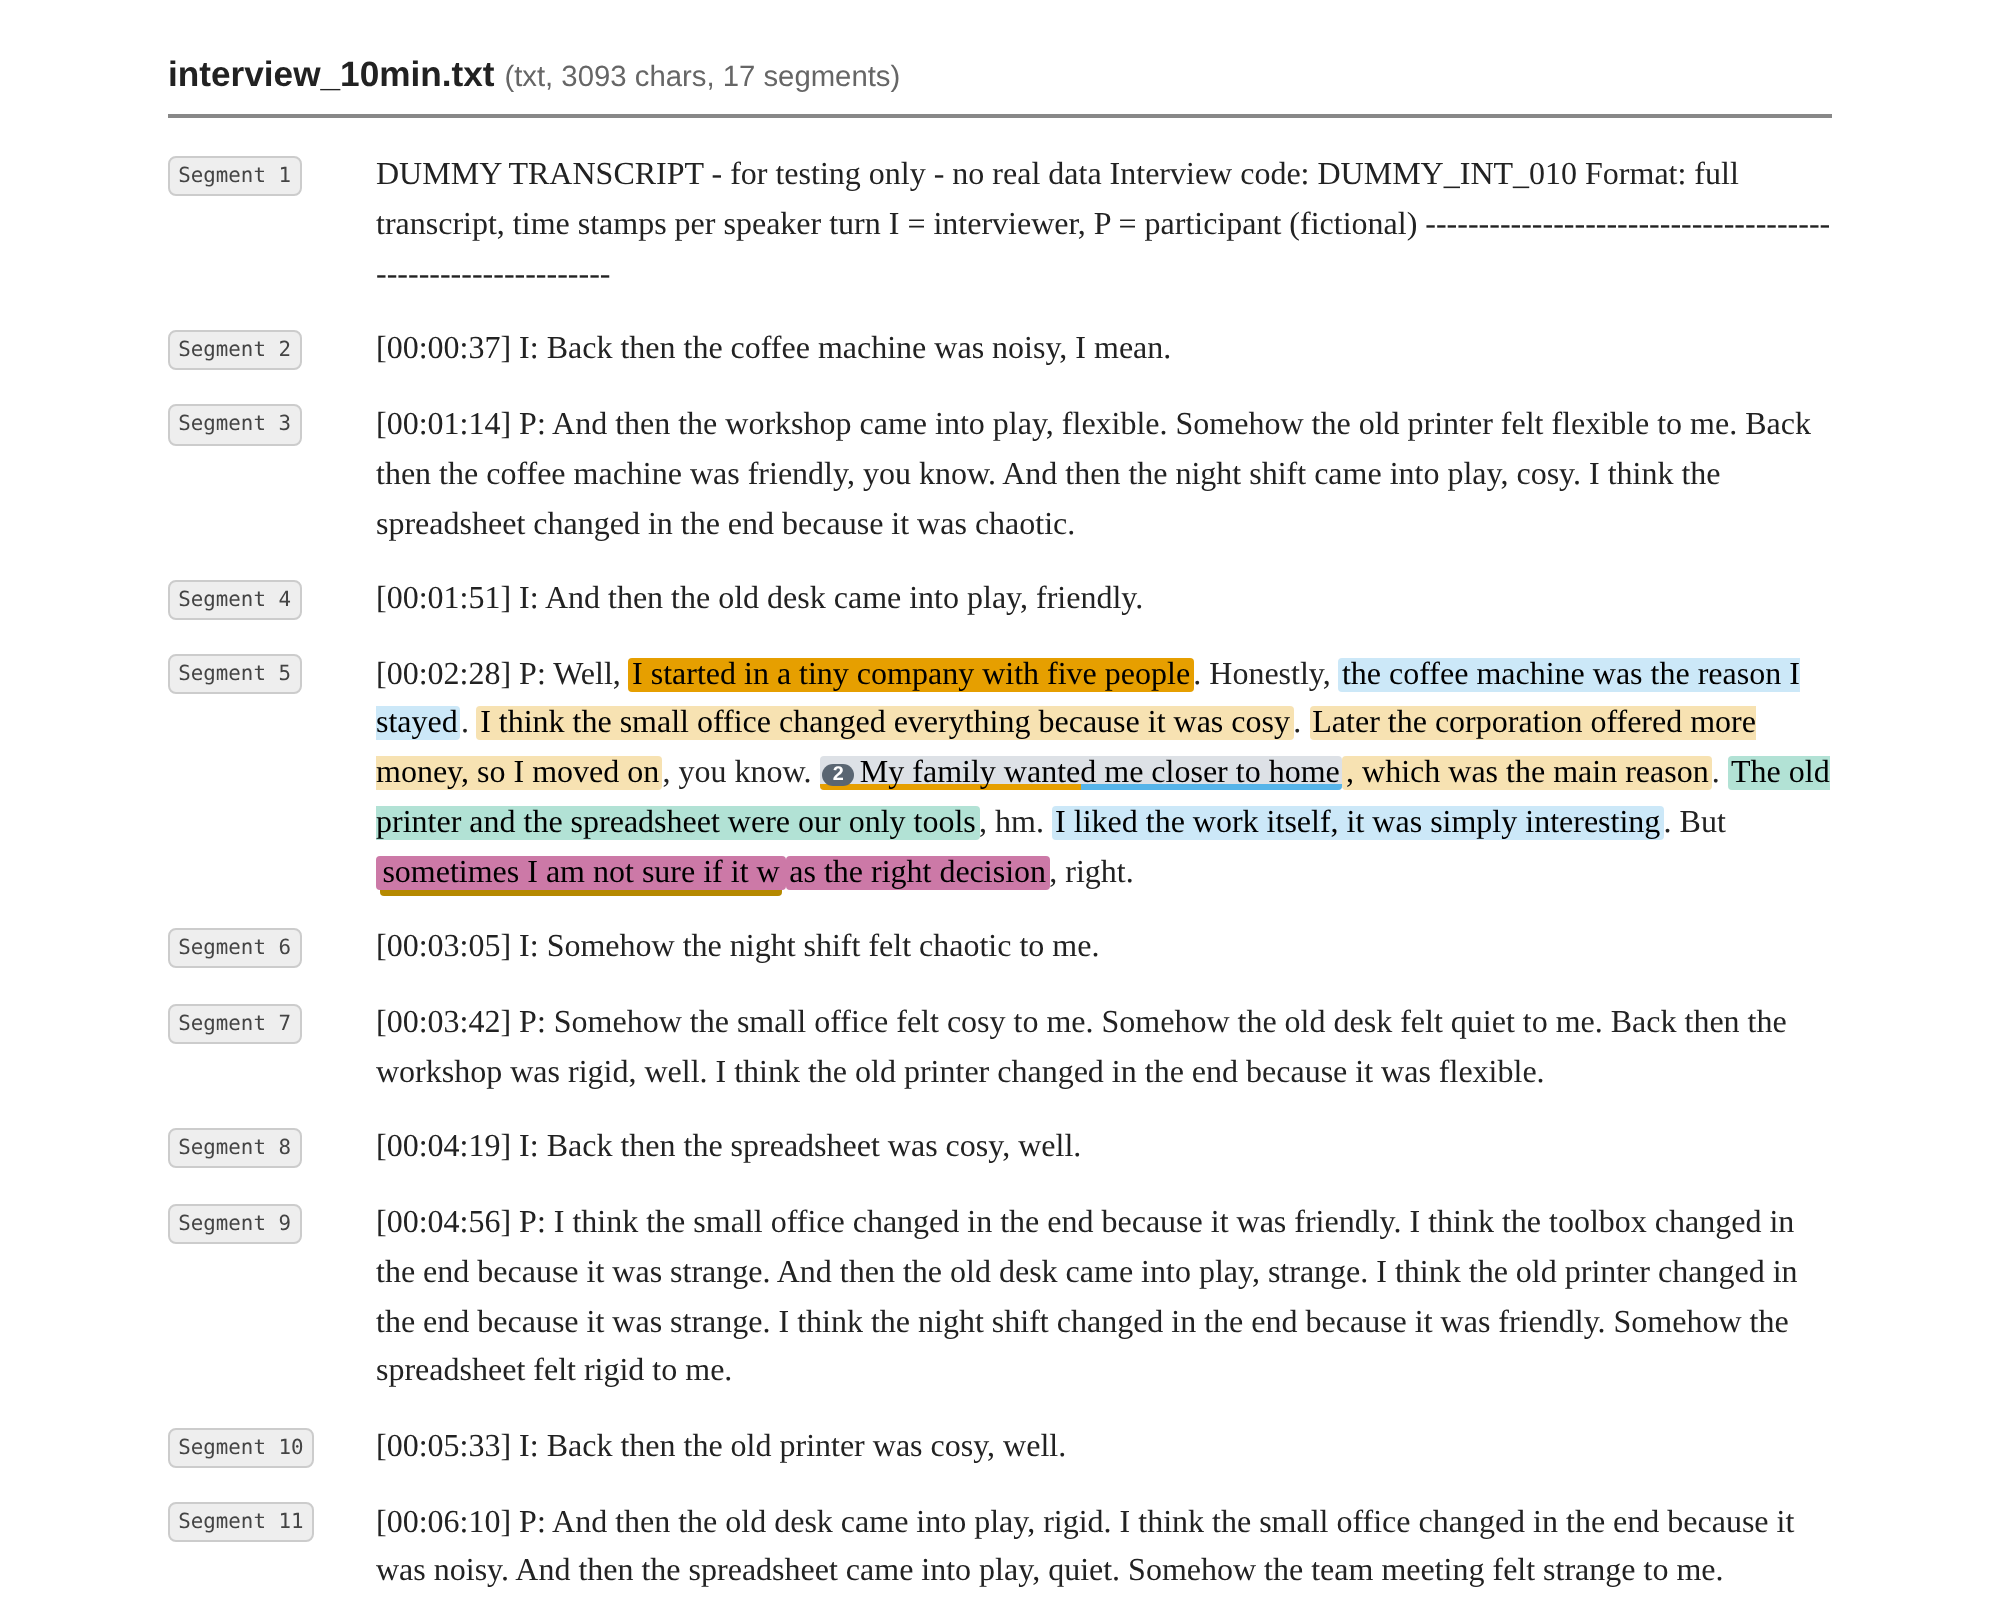 interview_10min.txt (txt, 3093 chars, 17 segments)
Segment 1 DUMMY TRANSCRIPT - for testing only - no real data Interview code: DUMMY_INT_010 Format: full
transcript, time stamps per speaker turn I = interviewer, P = participant (fictional) --------------------------------------
----------------------
Segment 2 [00:00:37] I: Back then the coffee machine was noisy, I mean.
Segment 3 [00:01:14] P: And then the workshop came into play, flexible. Somehow the old printer felt flexible to me. Back
then the coffee machine was friendly, you know. And then the night shift came into play, cosy. I think the
spreadsheet changed in the end because it was chaotic.
Segment 4 [00:01:51] I: And then the old desk came into play, friendly.
Segment 5 [00:02:28] P: Well, I started in a tiny company with five people. Honestly, the coffee machine was the reason I
stayed. I think the small office changed everything because it was cosy. Later the corporation offered more
money, so I moved on, you know. 2 My family wanted me closer to home, which was the main reason. The old
printer and the spreadsheet were our only tools, hm. I liked the work itself, it was simply interesting. But
sometimes I am not sure if it was the right decision, right.
Segment 6 [00:03:05] I: Somehow the night shift felt chaotic to me.
Segment 7 [00:03:42] P: Somehow the small office felt cosy to me. Somehow the old desk felt quiet to me. Back then the
workshop was rigid, well. I think the old printer changed in the end because it was flexible.
Segment 8 [00:04:19] I: Back then the spreadsheet was cosy, well.
Segment 9 [00:04:56] P: I think the small office changed in the end because it was friendly. I think the toolbox changed in
the end because it was strange. And then the old desk came into play, strange. I think the old printer changed in
the end because it was strange. I think the night shift changed in the end because it was friendly. Somehow the
spreadsheet felt rigid to me.
Segment 10 [00:05:33] I: Back then the old printer was cosy, well.
Segment 11 [00:06:10] P: And then the old desk came into play, rigid. I think the small office changed in the end because it
was noisy. And then the spreadsheet came into play, quiet. Somehow the team meeting felt strange to me.